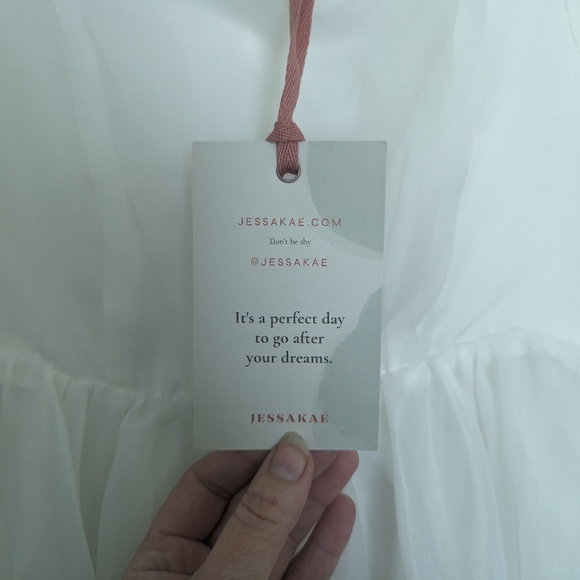 JESSAKAE.COM
Don't be shy
@JESSAKAE
It's a perfect day
to go after
your dreams.
JESSAKAE